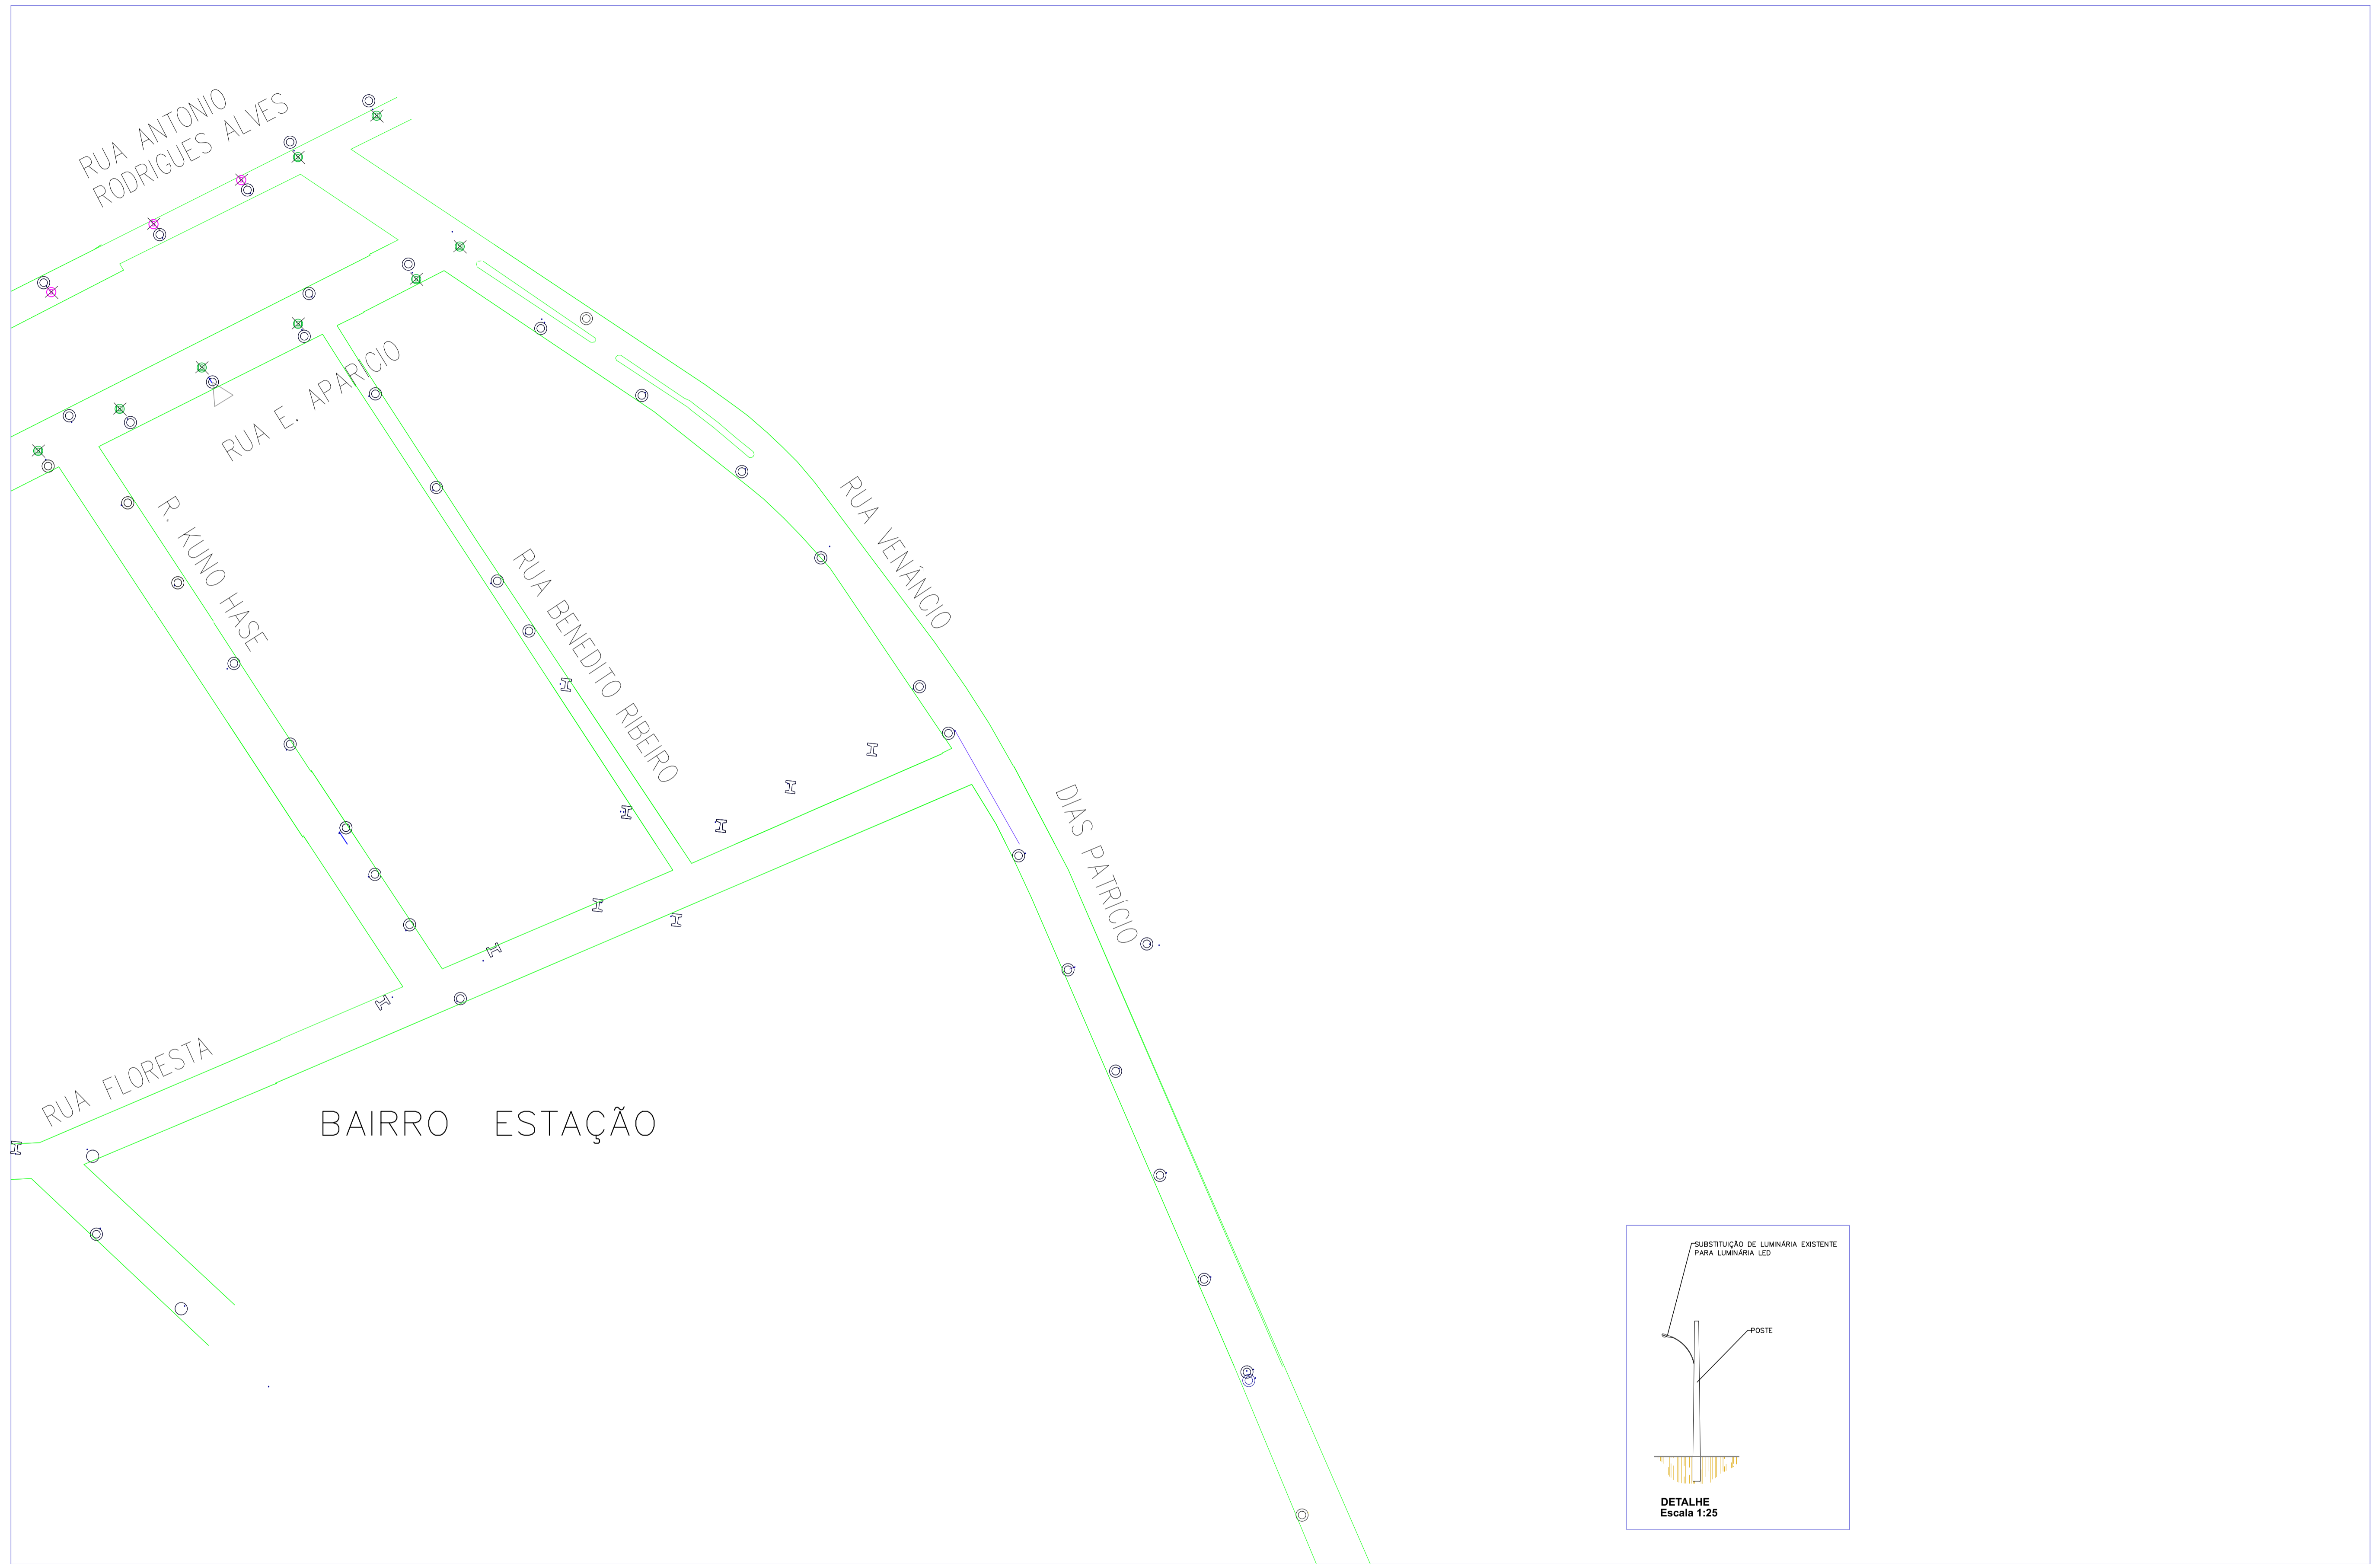 RUA ANTONIO
RODRIGUES ALVES
RUA E. APARCIO
R. KUNO HASE
RUA BENEDITO RIBEIRO
RUA VENÂNCIO
DIAS PATRÍCIO
RUA FLORESTA
BAIRRO ESTAÇÃO
SUBSTITUIÇÃO DE LUMINÁRIA EXISTENTE
PARA LUMINÁRIA LED
POSTE
DETALHE
Escala 1:25